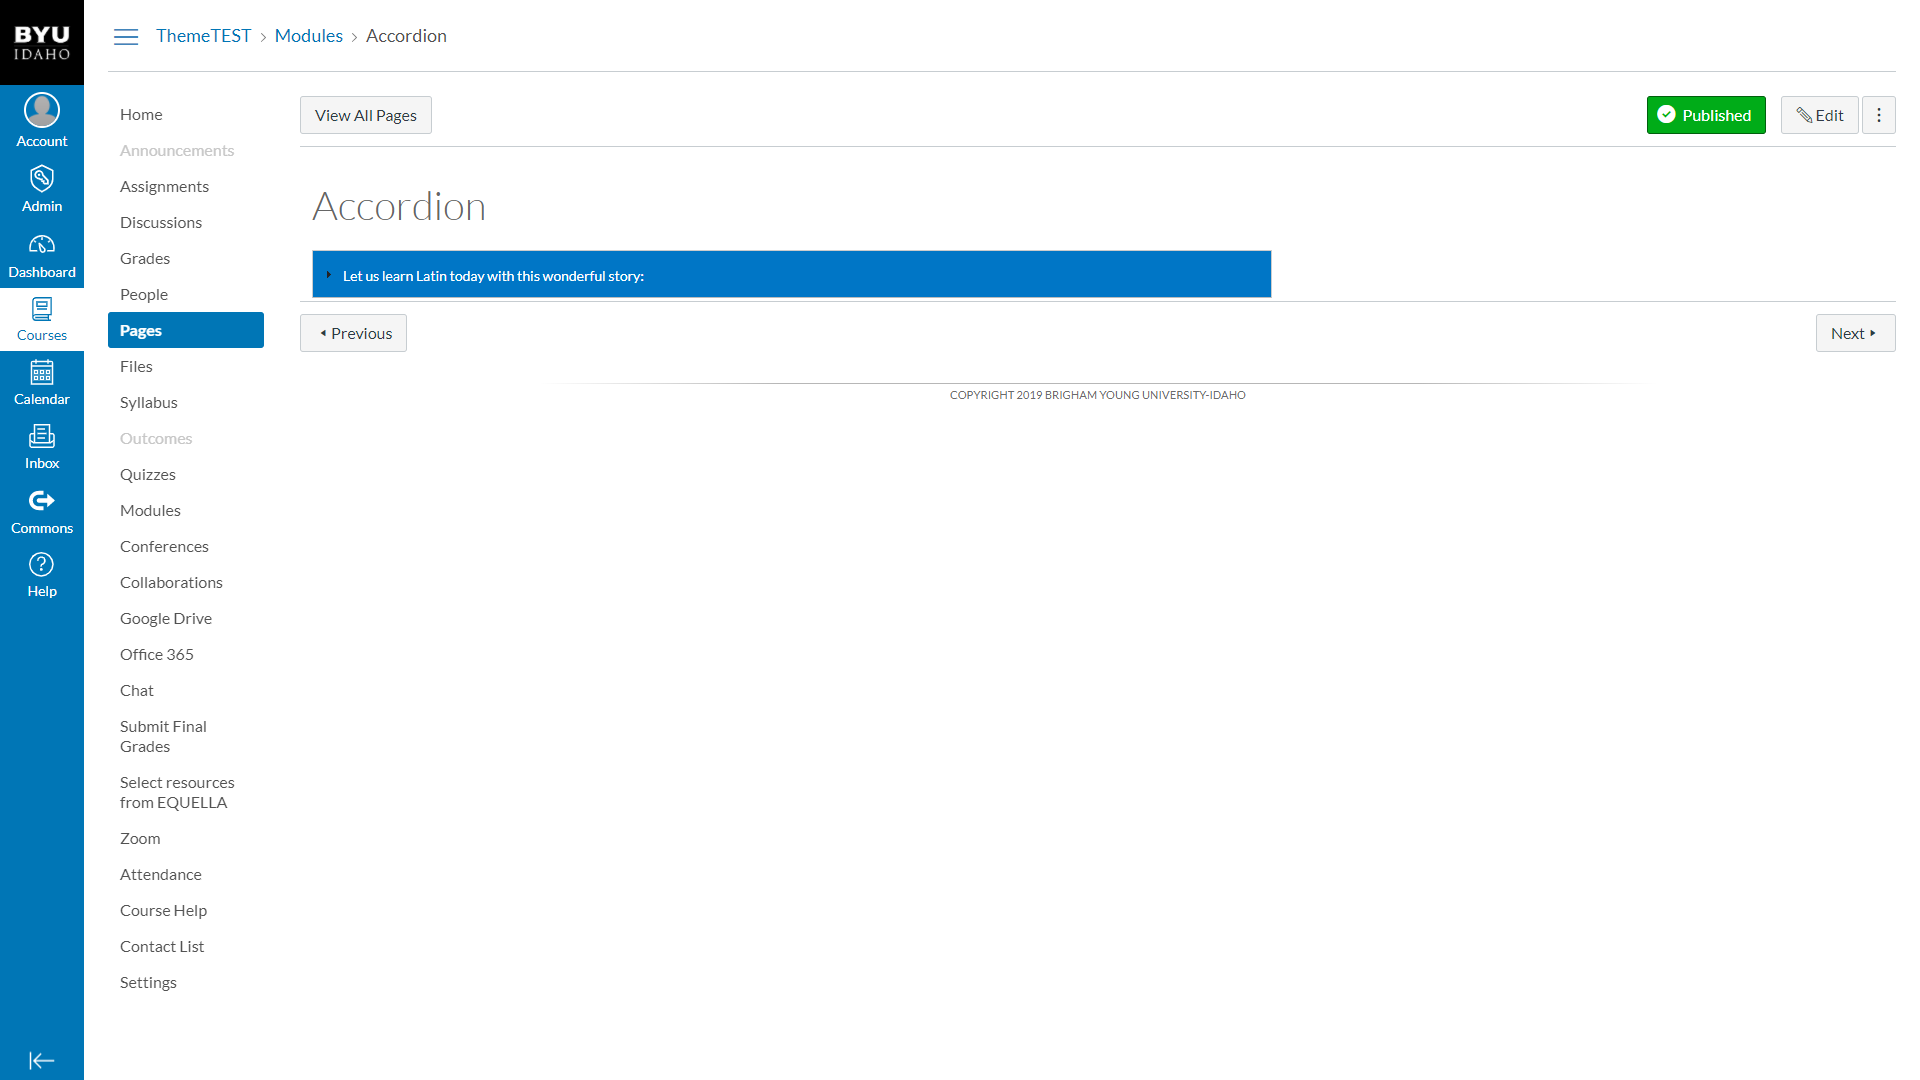 BYU
IDAHO
Account
Admin
Dashboard
Courses
Calendar
Inbox
Commons
Help
ThemeTEST › Modules › Accordion
Home
Announcements
Assignments
Discussions
Grades
People
Pages
Files
Syllabus
Outcomes
Quizzes
Modules
Conferences
Collaborations
Google Drive
Office 365
Chat
Submit Final
Grades
Select resources
from EQUELLA
Zoom
Attendance
Course Help
Contact List
Settings
View All Pages
Published
Edit
Accordion
Let us learn Latin today with this wonderful story:
Previous
Next
COPYRIGHT 2019 BRIGHAM YOUNG UNIVERSITY-IDAHO